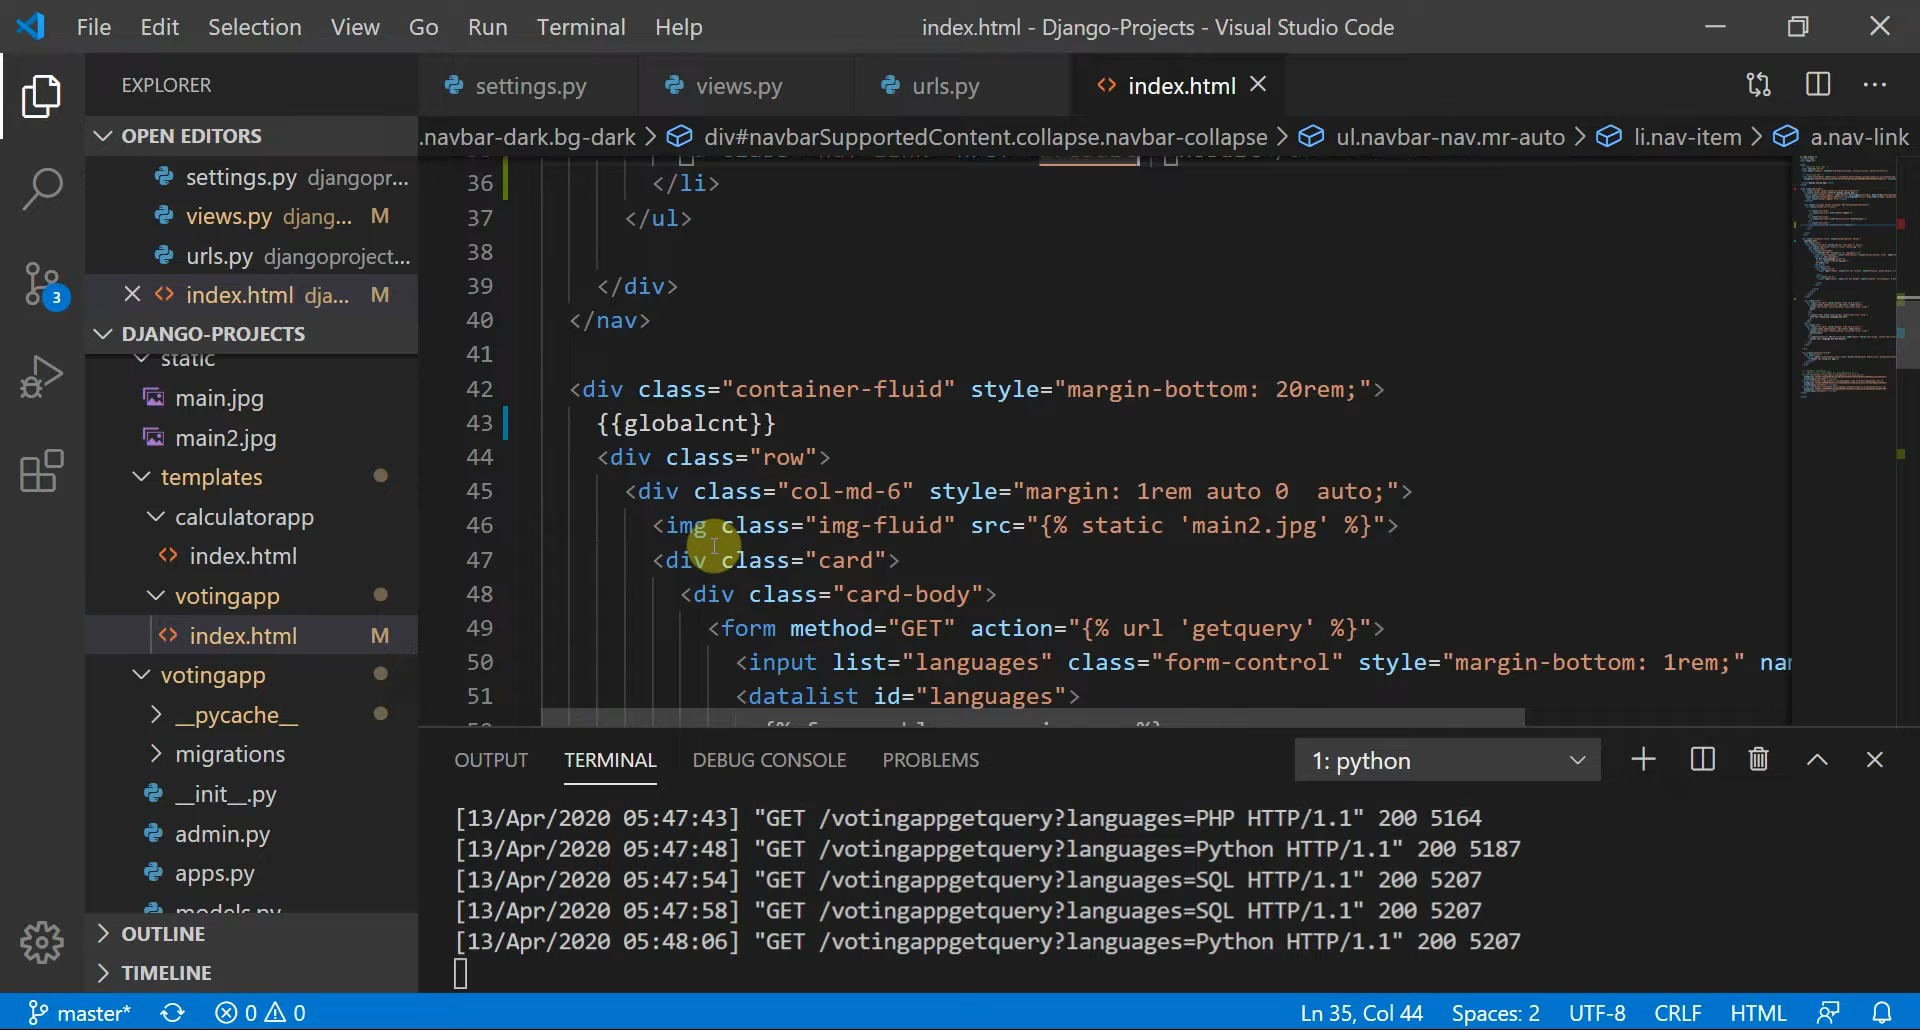 File Edit Selection View Go Run Terminal Help
index.html - Django-Projects - Visual Studio Code
EXPLORER
settings.py
views.py
urls.py
index.html
.navbar-dark.bg-dark
div#navbarSupportedContent.collapse.navbar-collapse
ul.navbar-nav.mr-auto
li.nav-item
a.nav-link
OPEN EDITORS
settings.py djangopr...
views.py djang... M
urls.py djangoproject...
index.html dja... M
DJANGO-PROJECTS
static
main.jpg
main2.jpg
templates
calculatorapp
index.html
votingapp
index.html M
votingapp
__pycache__
migrations
__init__.py
admin.py
apps.py
models.py
OUTLINE
TIMELINE
3
36 </li>
37 </ul>
38
39 </div>
40 </nav>
41
42 <div class="container-fluid" style="margin-bottom: 20rem;">
43 {{globalcnt}}
44 <div class="row">
45 <div class="col-md-6" style="margin: 1rem auto 0  auto;">
46 <img class="img-fluid" src="{% static 'main2.jpg' %}">
47 <div class="card">
48 <div class="card-body">
49 <form method="GET" action="{% url 'getquery' %}">
50 <input list="languages" class="form-control" style="margin-bottom: 1rem;" nam
51 <datalist id="languages">
OUTPUT TERMINAL DEBUG CONSOLE PROBLEMS
1: python
[13/Apr/2020 05:47:43] "GET /votingappgetquery?languages=PHP HTTP/1.1" 200 5164
[13/Apr/2020 05:47:48] "GET /votingappgetquery?languages=Python HTTP/1.1" 200 5187
[13/Apr/2020 05:47:54] "GET /votingappgetquery?languages=SQL HTTP/1.1" 200 5207
[13/Apr/2020 05:47:58] "GET /votingappgetquery?languages=SQL HTTP/1.1" 200 5207
[13/Apr/2020 05:48:06] "GET /votingappgetquery?languages=Python HTTP/1.1" 200 5207
master* 0 0
Ln 35, Col 44 Spaces: 2 UTF-8 CRLF HTML